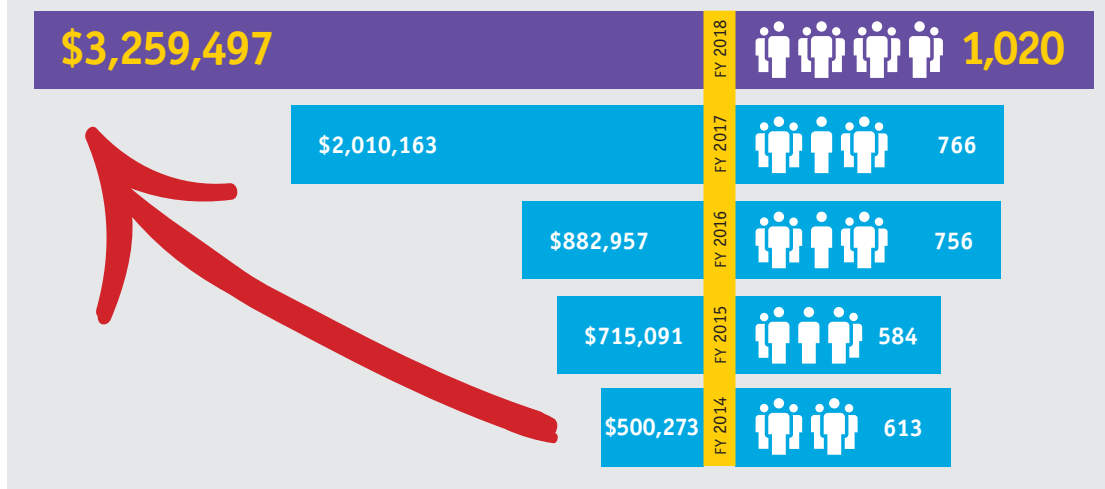 $3,259,497 FY 2018 1,020
$2,010,163 FY 2017 766
$882,957 FY 2016 756
$715,091 FY 2015 584
$500,273 FY 2014 613